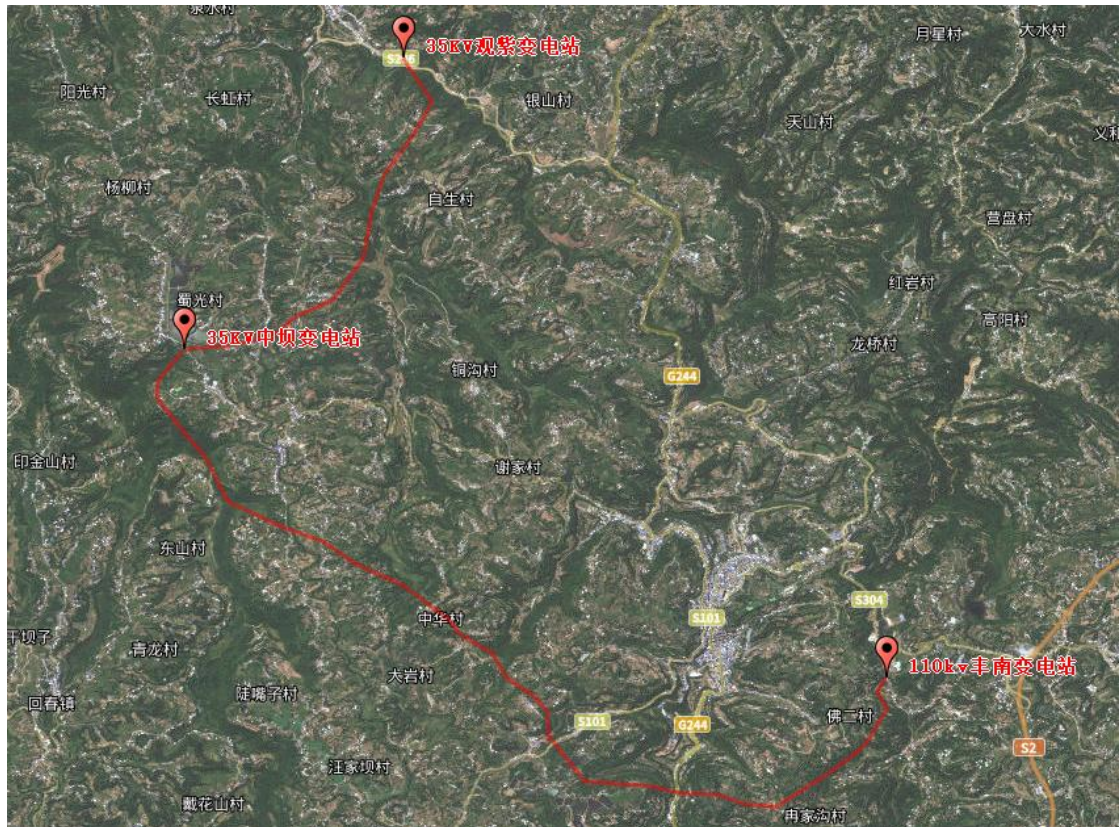 泉水村
月星村
大水村
35KV观紫变电站
阳光村
长虹村
银山村
天山村
杨柳村
自生村
营盘村
红岩村
蜀光村
高阳村
35KV中坝变电站
龙桥村
铜沟村
G244
印金山村
谢家村
东山村
S304
中华村
S101
干坝子
青龙村
110kv丰南变电站
大岩村
陡嘴子村
回春镇
佛二村
S101
G244
S2
汪家坝村
戴花山村
冉家沟村